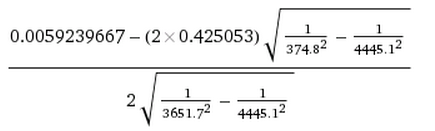 0.0059239667 − (2×0.425053) √(1/374.8² − 1/4445.1²)
2 √(1/3651.7² − 1/4445.1²)